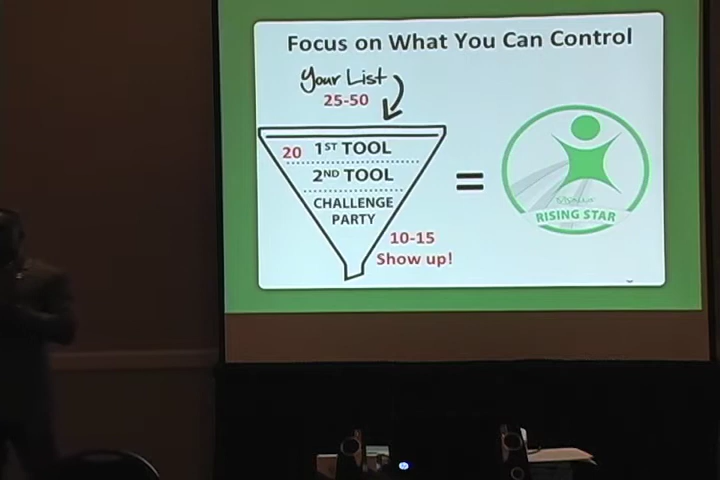 Focus on What You Can Control
Your List
25-50
20 1ST TOOL
2ND TOOL
CHALLENGE
PARTY
10-15
Show up!
=
RISING STAR